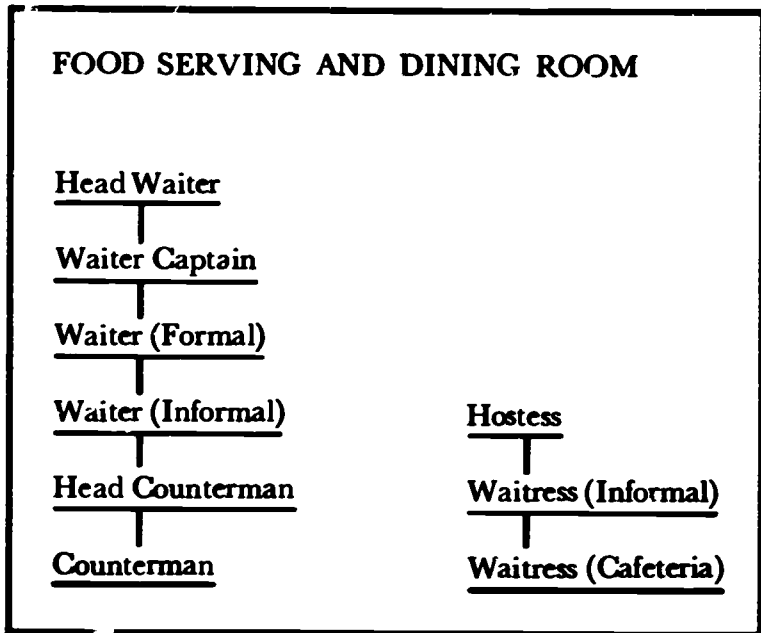 FOOD SERVING AND DINING ROOM
Head Waiter
Waiter Captain
Waiter (Formal)
Waiter (Informal)
Head Counterman
Counterman
Hostess
Waitress (Informal)
Waitress (Cafeteria)